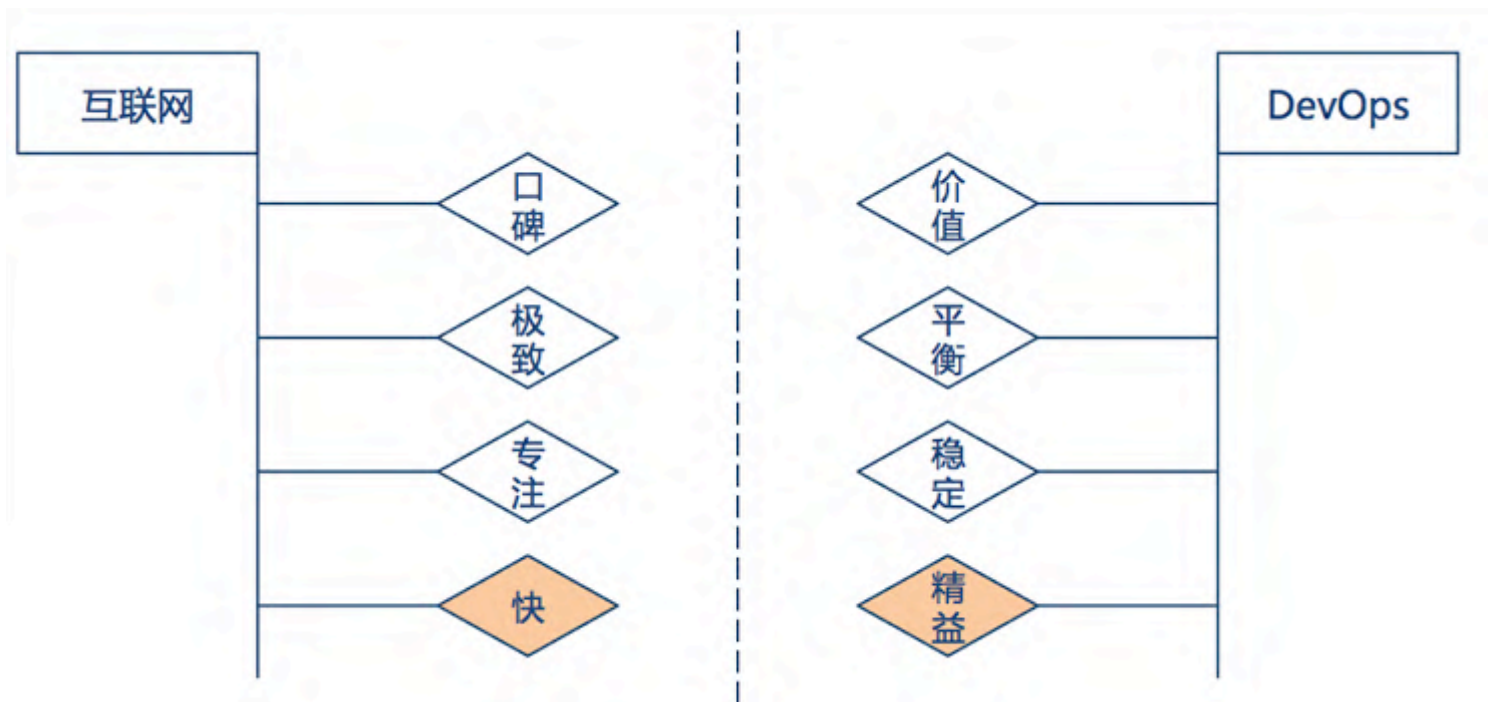 互联网
口
碑
极
致
专
注
快
DevOps
价
值
平
衡
稳
定
精
益